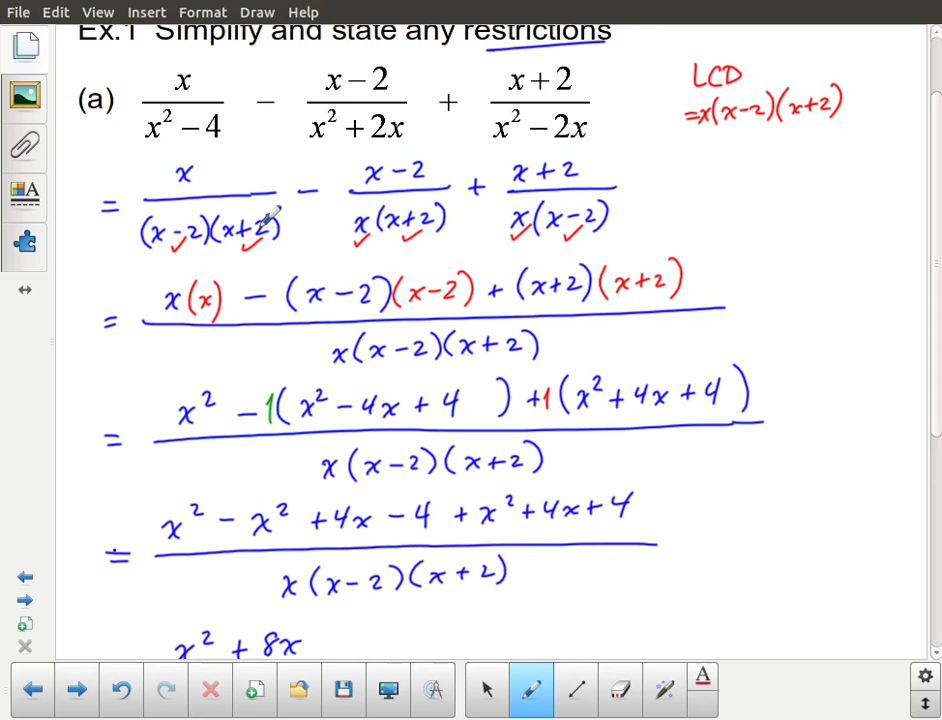 File Edit View Insert Format Draw Help
Ex.1 Simplify and state any restrictions
(a) x/(x² − 4) − (x − 2)/(x² + 2x) + (x + 2)/(x² − 2x)
LCD
=x(x−2)(x+2)
= x/((x−2)(x+2)) − (x−2)/(x(x+2)) + (x+2)/(x(x−2))
= (x(x) − (x−2)(x−2) + (x+2)(x+2))/(x(x−2)(x+2))
= (x² −1(x² − 4x + 4) +1(x² + 4x + 4))/(x(x−2)(x+2))
= (x² − x² + 4x − 4 + x² + 4x + 4)/(x(x−2)(x+2))
x² + 8x